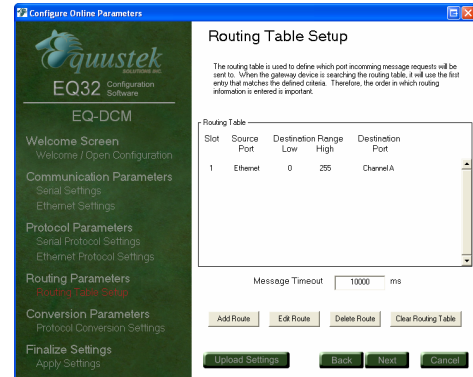 Configure Online Parameters
Equustek
SOLUTIONS INC.
EQ32 Configuration Software
EQ-DCM
Welcome Screen
Welcome / Open Configuration
Communication Parameters
Serial Settings
Ethernet Settings
Protocol Parameters
Serial Protocol Settings
Ethernet Protocol Settings
Routing Parameters
Routing Table Setup
Conversion Parameters
Protocol Conversion Settings
Finalize Settings
Apply Settings
Routing Table Setup
The routing table is used to define which port incomming message requests will be
sent to. When the gateway device is searching the routing table, it will use the first
entry that matches the defined criteria. Therefore, the order in which routing
information is entered is important.
Routing Table
Slot Source Port Destination Range Low High Destination Port
1 Ethernet 0 255 Channel A
Message Timeout 10000 ms
Add Route Edit Route Delete Route Clear Routing Table
Upload Settings Back Next Cancel